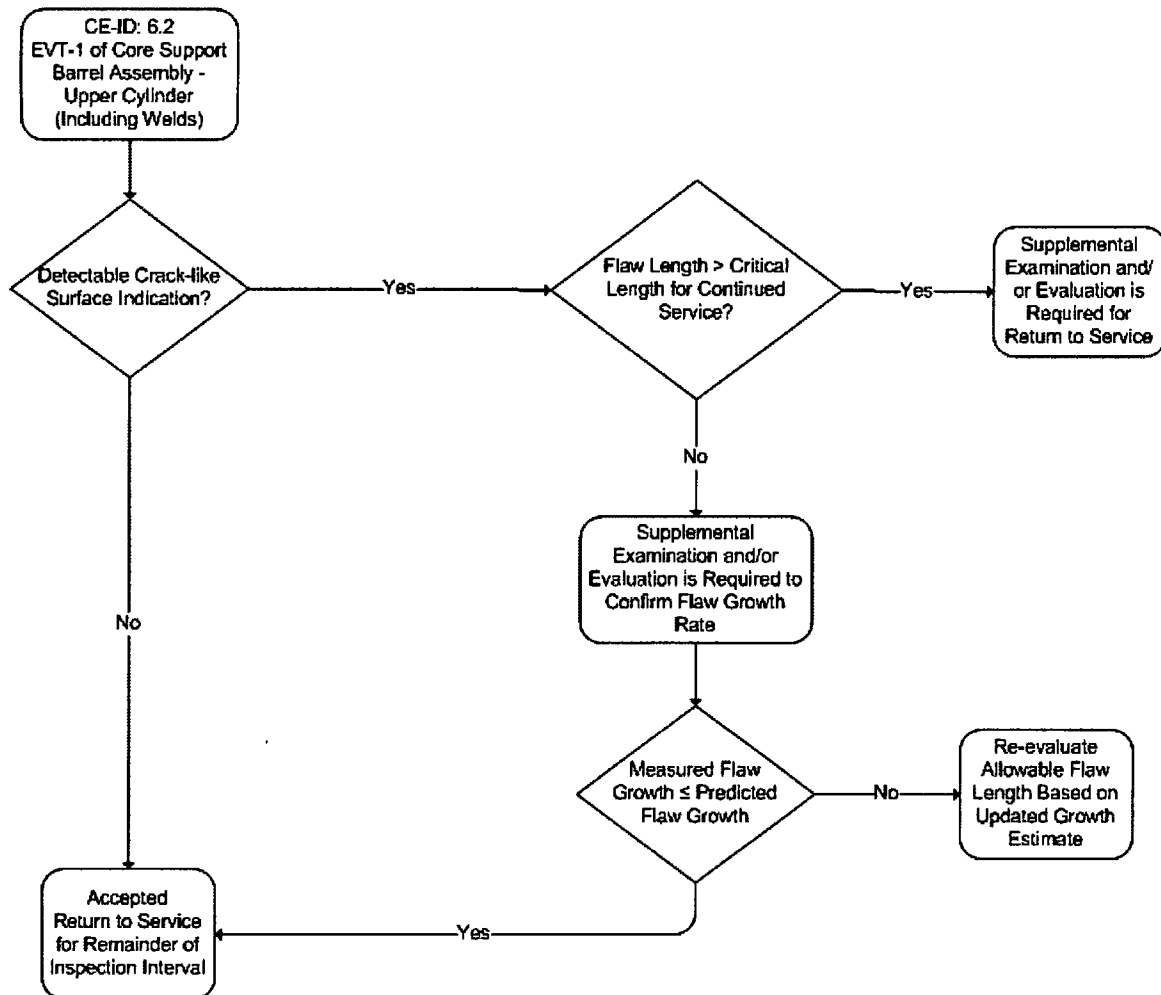 CE-ID: 6.2
EVT-1 of Core Support
Barrel Assembly -
Upper Cylinder
(Including Welds)
Detectable Crack-like
Surface Indication?
Yes
Flaw Length > Critical
Length for Continued
Service?
Yes
Supplemental
Examination and/
or Evaluation is
Required for
Return to Service
No
Supplemental
Examination and/or
Evaluation is Required to
Confirm Flaw Growth
Rate
No
Measured Flaw
Growth ≤ Predicted
Flaw Growth
No
Re-evaluate
Allowable Flaw
Length Based on
Updated Growth
Estimate
Yes
Accepted
Return to Service
for Remainder of
Inspection Interval